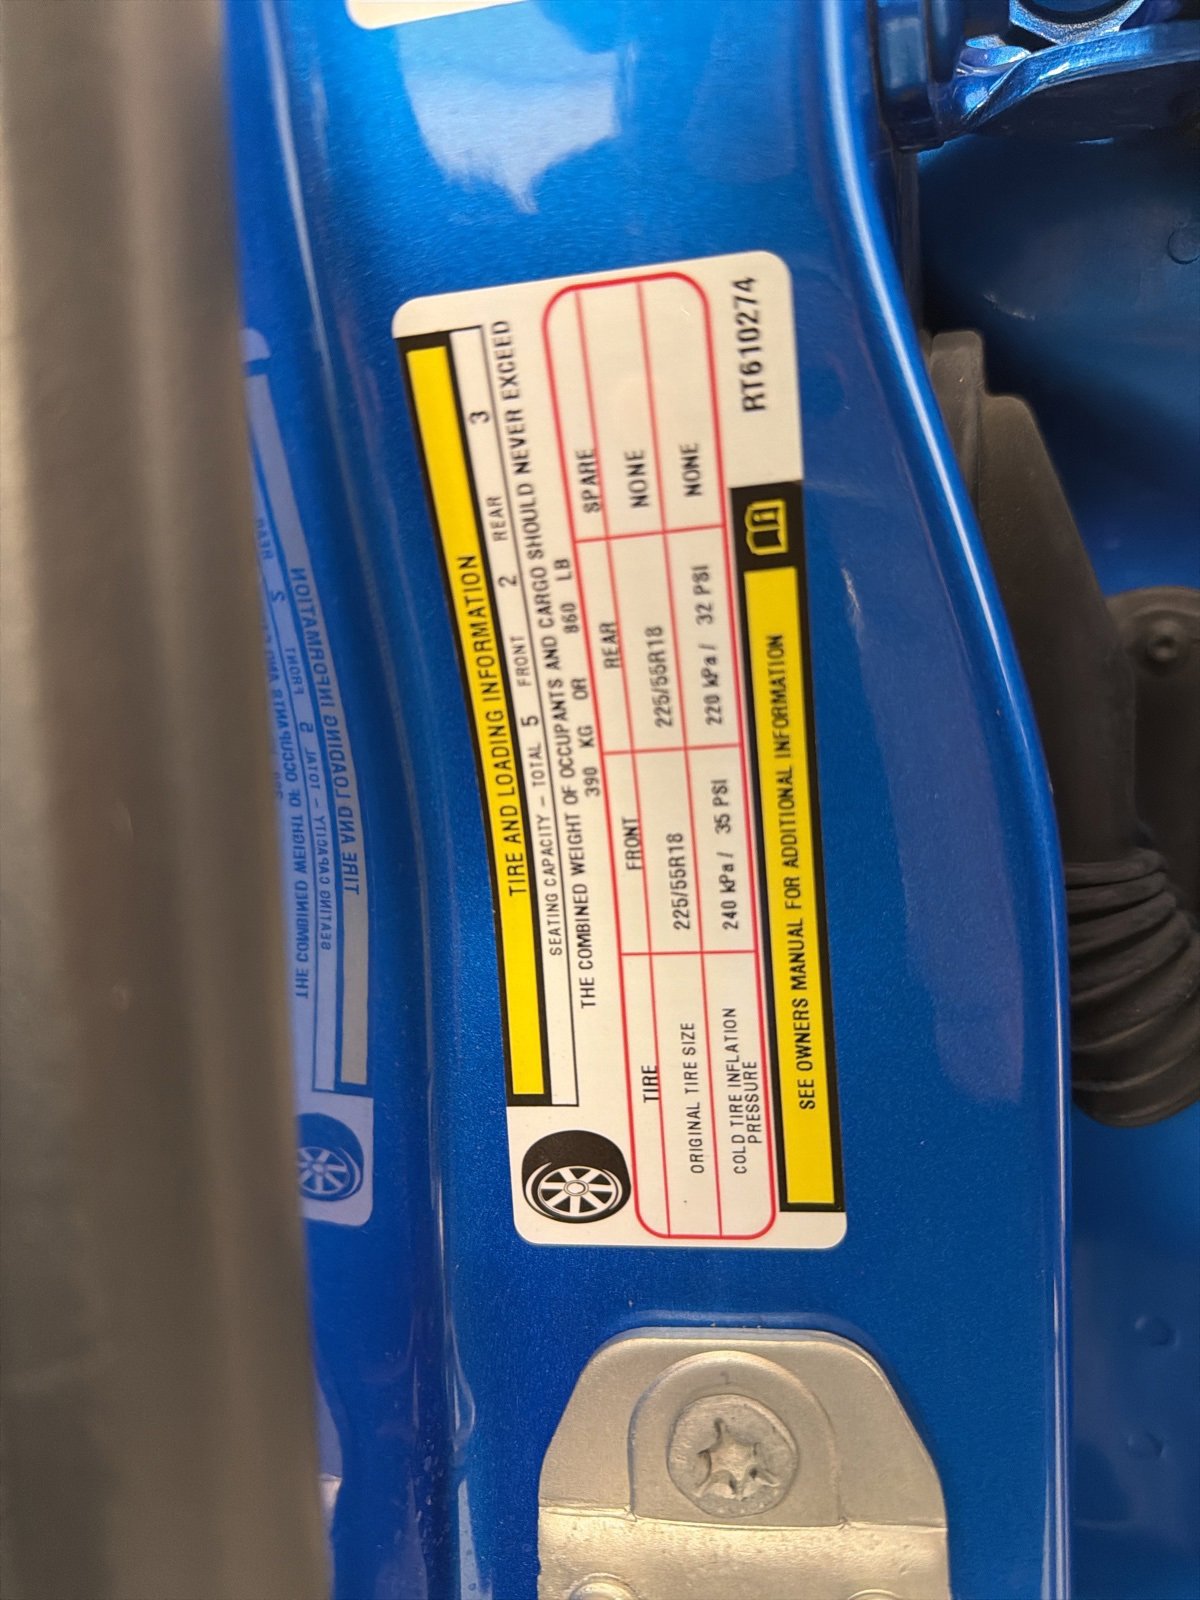 TIRE AND LOADING INFORMATION
SEATING CAPACITY – TOTAL 5 FRONT 2 REAR 3
THE COMBINED WEIGHT OF OCCUPANTS AND CARGO SHOULD NEVER EXCEED
390 KG OR 860 LB
TIRE FRONT REAR SPARE
ORIGINAL TIRE SIZE 225/55R18 225/55R18 NONE
COLD TIRE INFLATION PRESSURE 240 kPa/ 35 PSI 220 kPa/ 32 PSI NONE
SEE OWNERS MANUAL FOR ADDITIONAL INFORMATION
RT610274